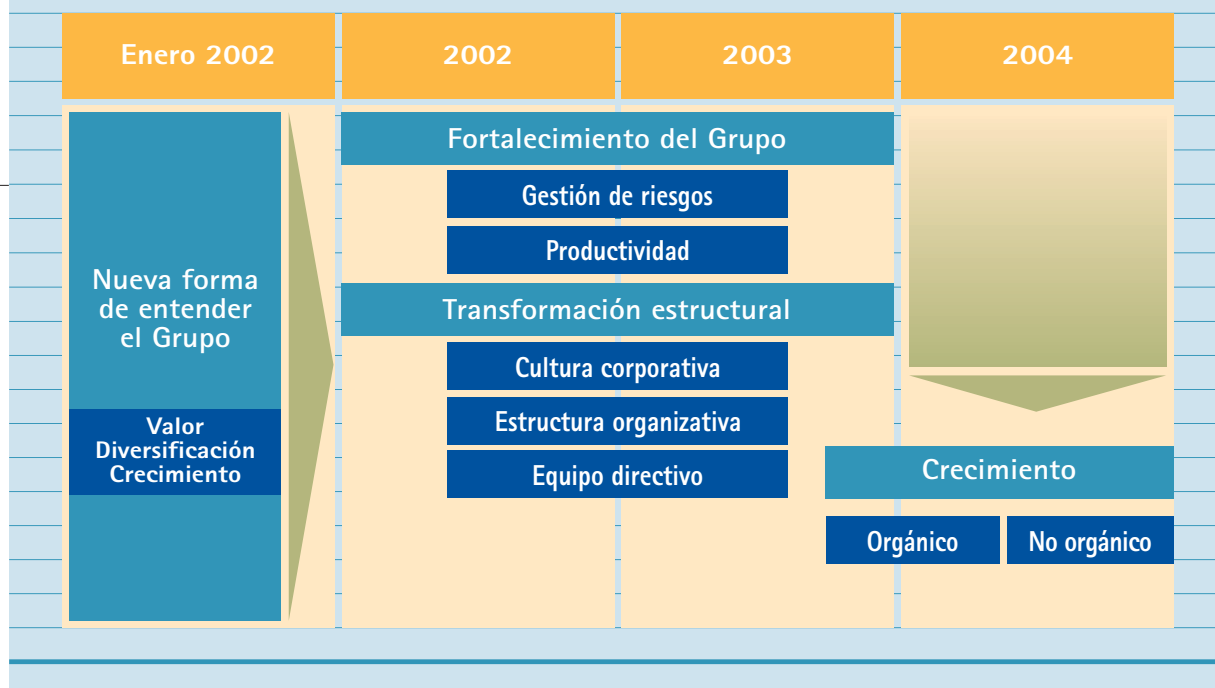 Enero 2002
2002
2003
2004
Nueva forma
de entender
el Grupo
Valor
Diversificación
Crecimiento
Fortalecimiento del Grupo
Gestión de riesgos
Productividad
Transformación estructural
Cultura corporativa
Estructura organizativa
Equipo directivo
Crecimiento
Orgánico
No orgánico